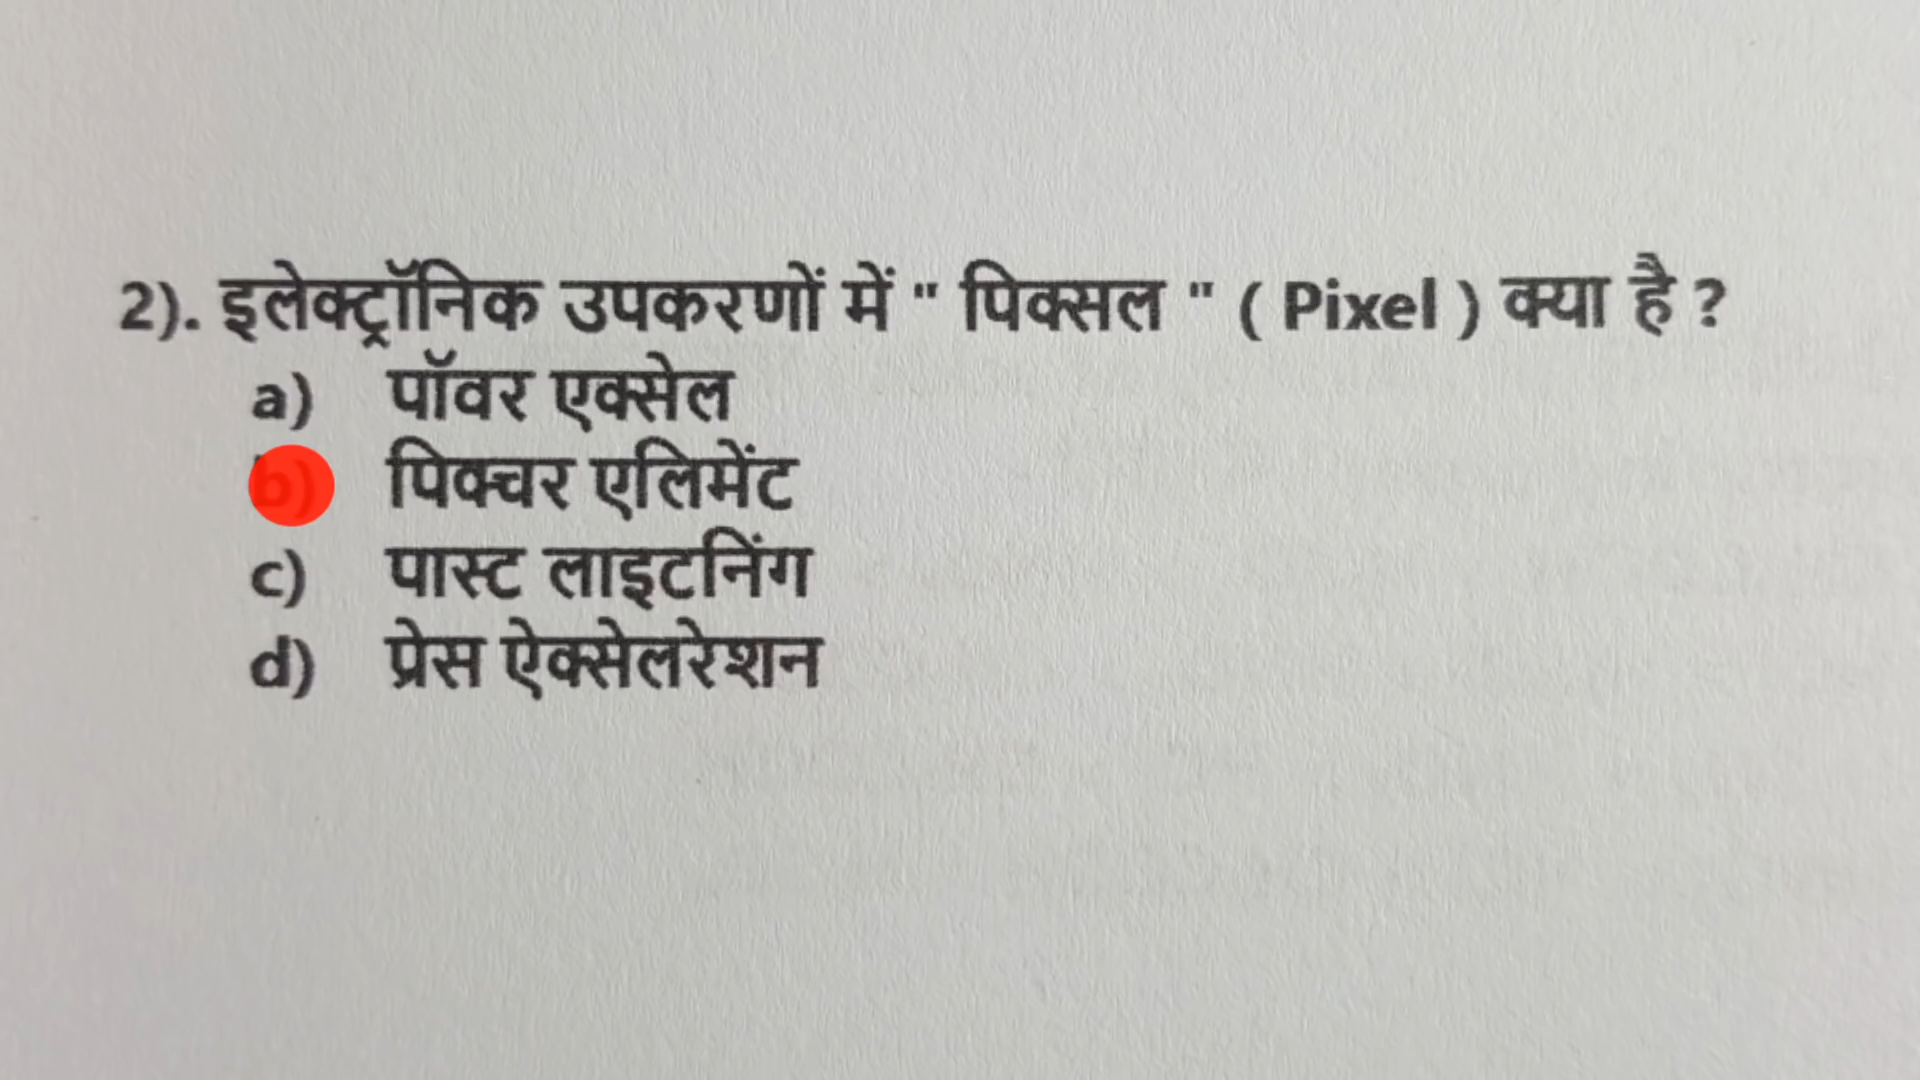 2). इलेक्ट्रॉनिक उपकरणों में " पिक्सल " ( Pixel ) क्या है ?
a) पॉवर एक्सेल
b) पिक्चर एलिमेंट
c) पास्ट लाइटनिंग
d) प्रेस ऐक्सेलरेशन